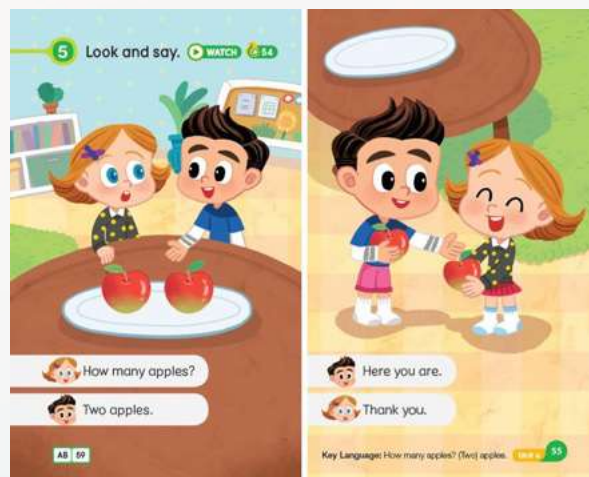 5 Look and say. WATCH 54
How many apples?
Two apples.
AB 59
Here you are.
Thank you.
Key Language: How many apples? (Two) apples. Unit 4 55